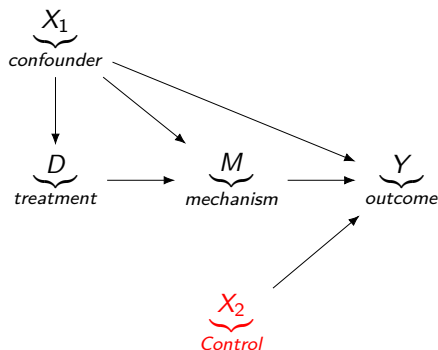 X₁
confounder
D M Y
treatment mechanism outcome
X₂
Control